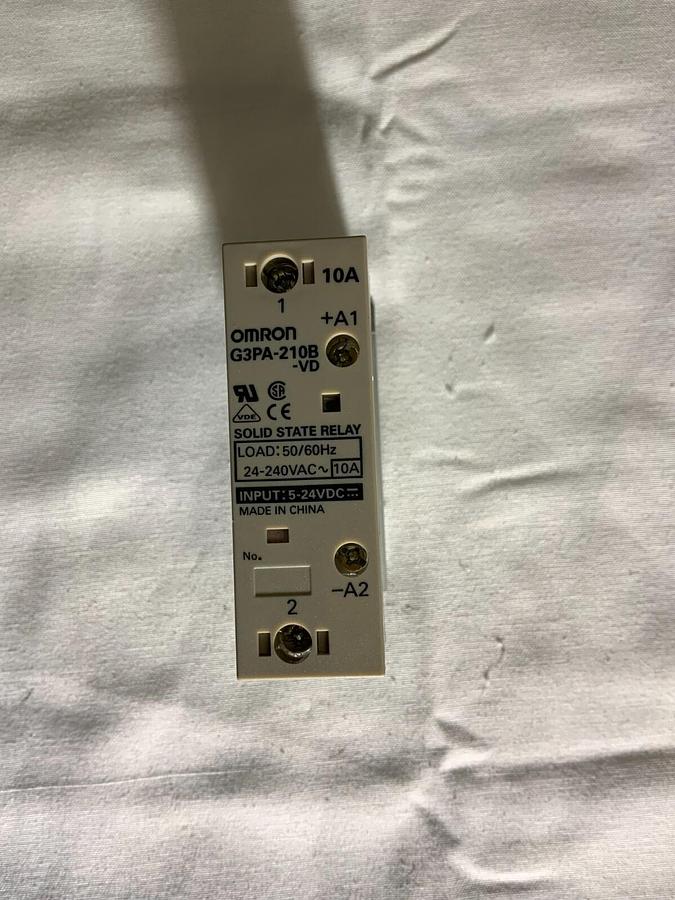 10A
1
+A1
OMRON
G3PA-210B
-VD
VDE CE
SOLID STATE RELAY
LOAD: 50/60Hz
24-240VAC~ 10A
INPUT: 5-24VDC⎓
MADE IN CHINA
No.
-A2
2